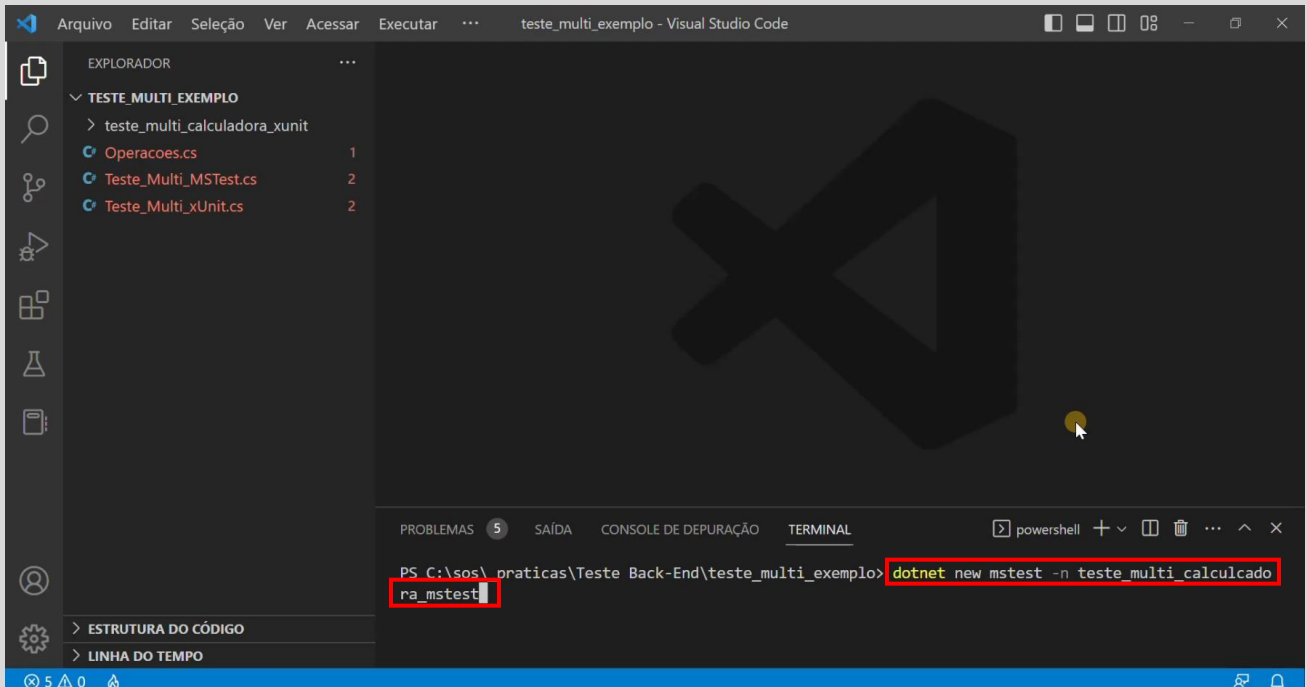 Arquivo Editar Seleção Ver Acessar Executar ··· teste_multi_exemplo - Visual Studio Code
EXPLORADOR ···
TESTE_MULTI_EXEMPLO
teste_multi_calculadora_xunit
C# Operacoes.cs 1
C# Teste_Multi_MSTest.cs 2
C# Teste_Multi_xUnit.cs 2
PROBLEMAS 5 SAÍDA CONSOLE DE DEPURAÇÃO TERMINAL powershell
PS C:\sos\ praticas\Teste Back-End\teste_multi_exemplo> dotnet new mstest -n teste_multi_calculcado
ra_mstest
ESTRUTURA DO CÓDIGO
LINHA DO TEMPO
5 0